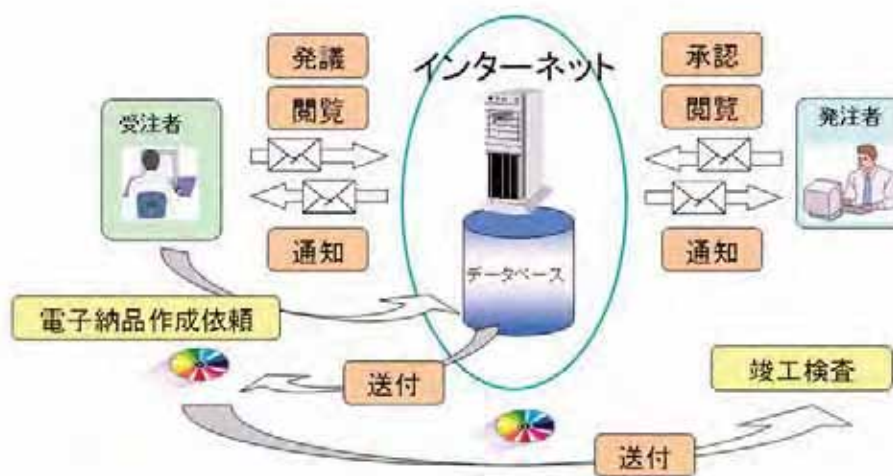 発議
インターネット
承認
閲覧
閲覧
受注者
発注者
通知
通知
データベース
電子納品作成依頼
送付
竣工検査
送付